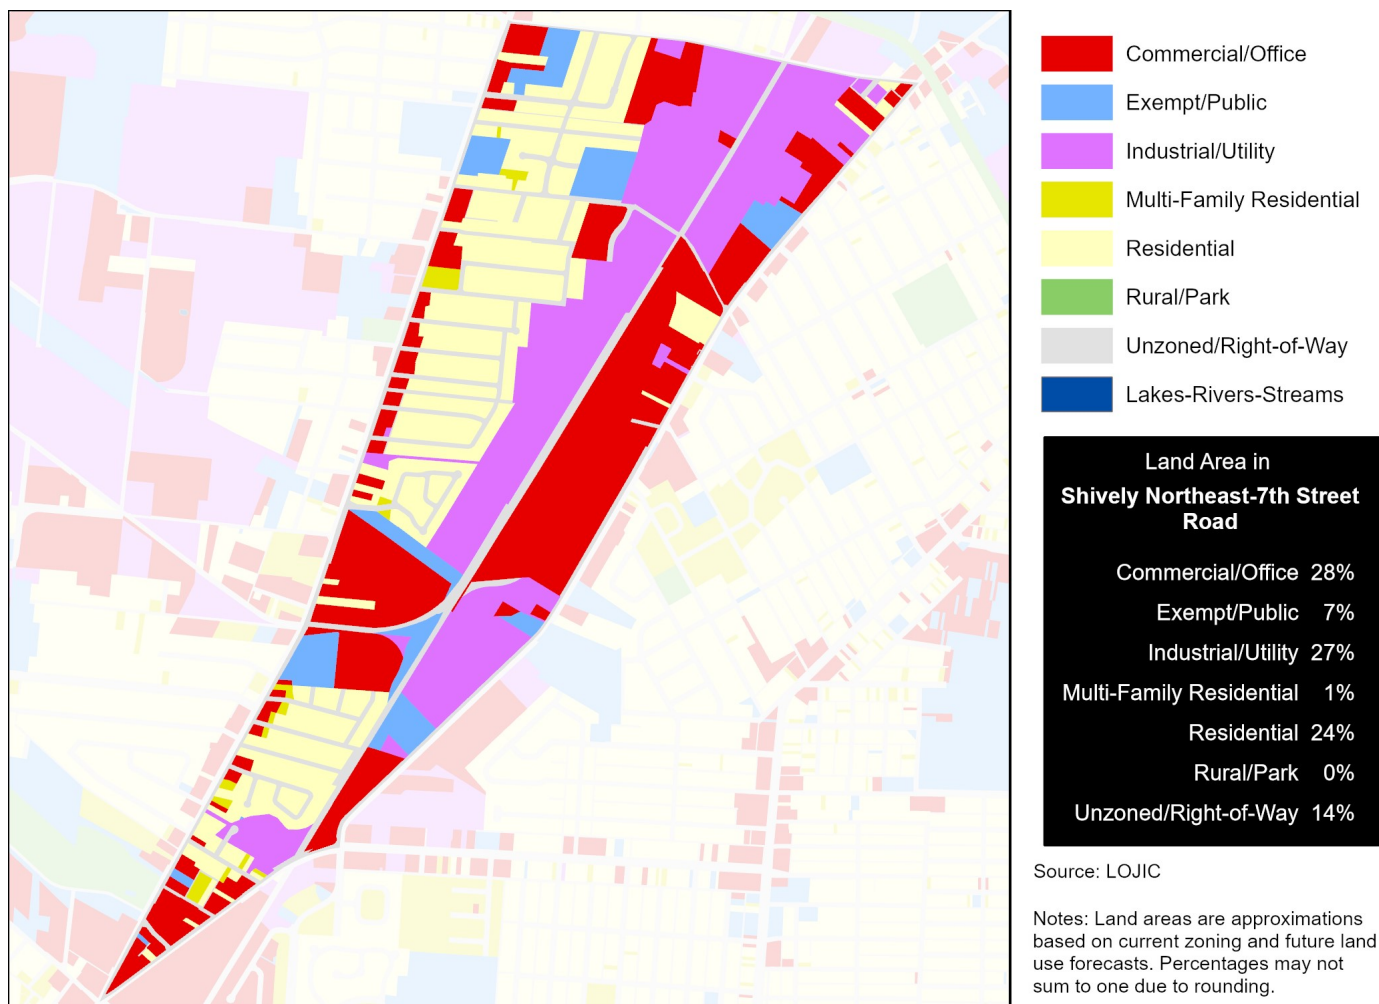 Commercial/Office
Exempt/Public
Industrial/Utility
Multi-Family Residential
Residential
Rural/Park
Unzoned/Right-of-Way
Lakes-Rivers-Streams
Land Area in
Shively Northeast-7th Street
Road
Commercial/Office 28%
Exempt/Public 7%
Industrial/Utility 27%
Multi-Family Residential 1%
Residential 24%
Rural/Park 0%
Unzoned/Right-of-Way 14%
Source: LOJIC
Notes: Land areas are approximations
based on current zoning and future land
use forecasts. Percentages may not
sum to one due to rounding.